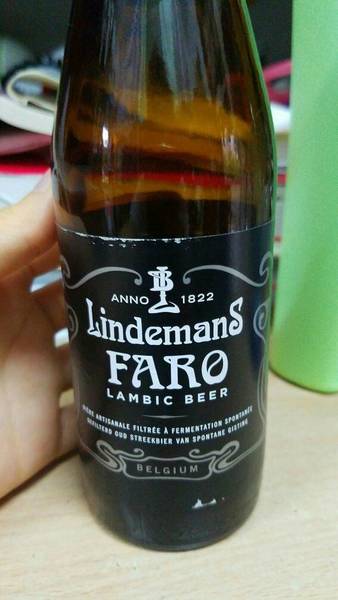 ANNO 1822
LindemanS
FARO
LAMBIC BEER
BIÈRE ARTISANALE FILTRÉE À FERMENTATION SPONTANÉE
GEFILTERD OUD STREEKBIER VAN SPONTANE GISTING
BELGIUM